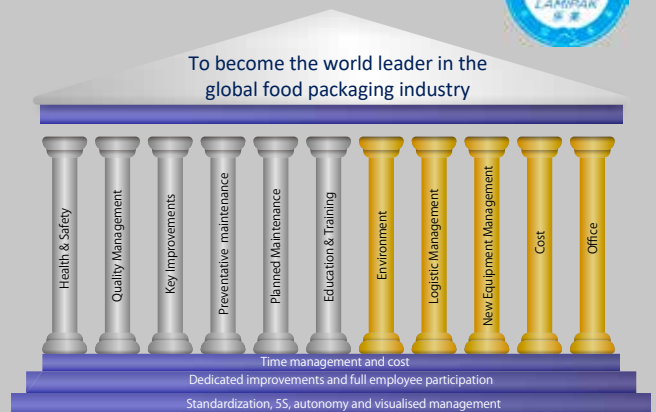 LAMIPAK
To become the world leader in the
global food packaging industry
Health & Safety
Quality Management
Key Improvements
Preventative maintenance
Planned Maintenance
Education & Training
Environment
Logistic Management
New Equipment Management
Cost
Office
Time management and cost
Dedicated improvements and full employee participation
Standardization, 5S, autonomy and visualised management